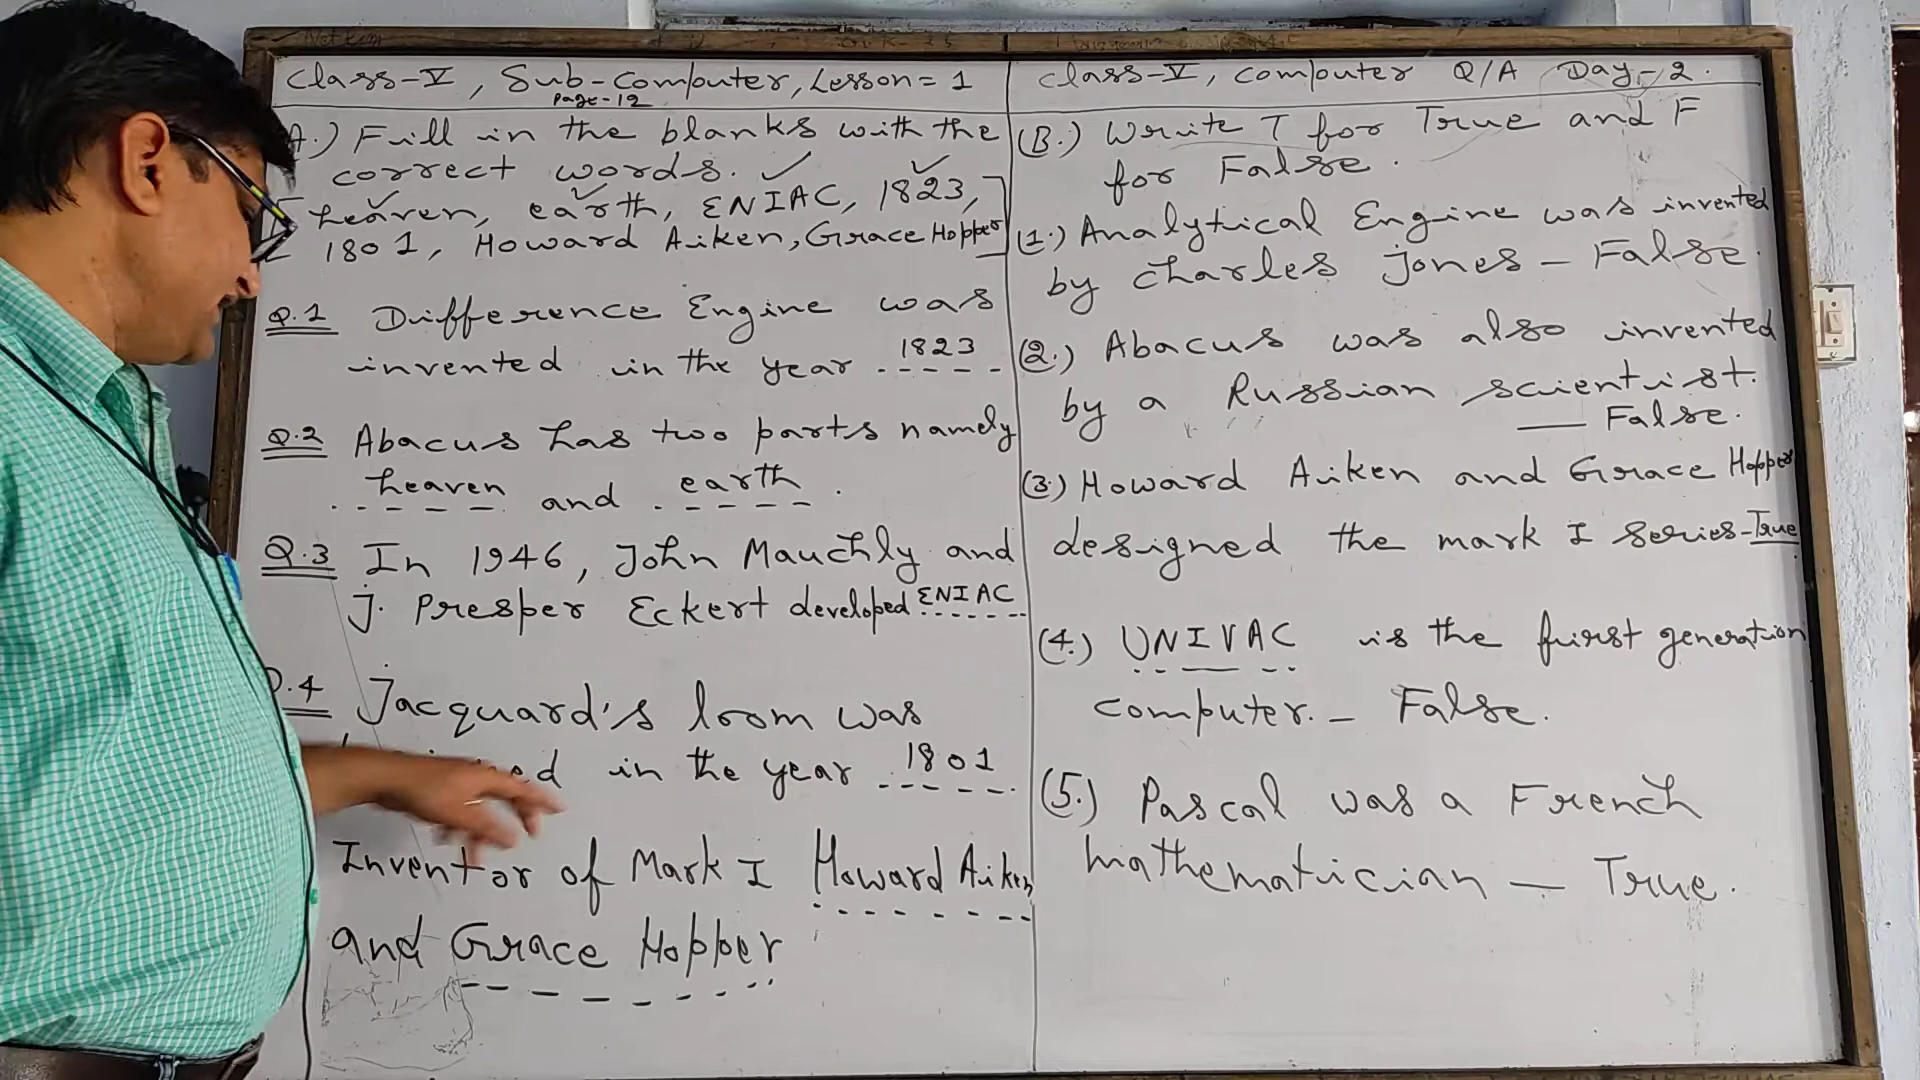 Class-V, Sub-Computer, Lesson=1
Page-12
A.) Fill in the blanks with the
correct words.
heaven, earth, ENIAC, 1823,
1801, Howard Aiken, Grace Hopper
Q.1 Difference Engine was
invented in the year 1823
Q.2 Abacus has two parts namely
heaven and earth.
Q.3 In 1946, John Mauchly and
J. Presper Eckert developed ENIAC
Q.4 Jacquard's loom was
in the year 1801
Inventor of Mark I Howard Aiken
and Grace Hopper
Class-V, Computer Q/A Day-2.
(B.) Write T for True and F
for False.
(1.) Analytical Engine was invented
by Charles Jones - False.
(2.) Abacus was also invented
by a Russian scientist.
— False.
(3.) Howard Aiken and Grace Hopper
designed the mark I series-True
(4.) UNIVAC is the first generation
computer. - False.
(5.) Pascal was a French
mathematician — True.